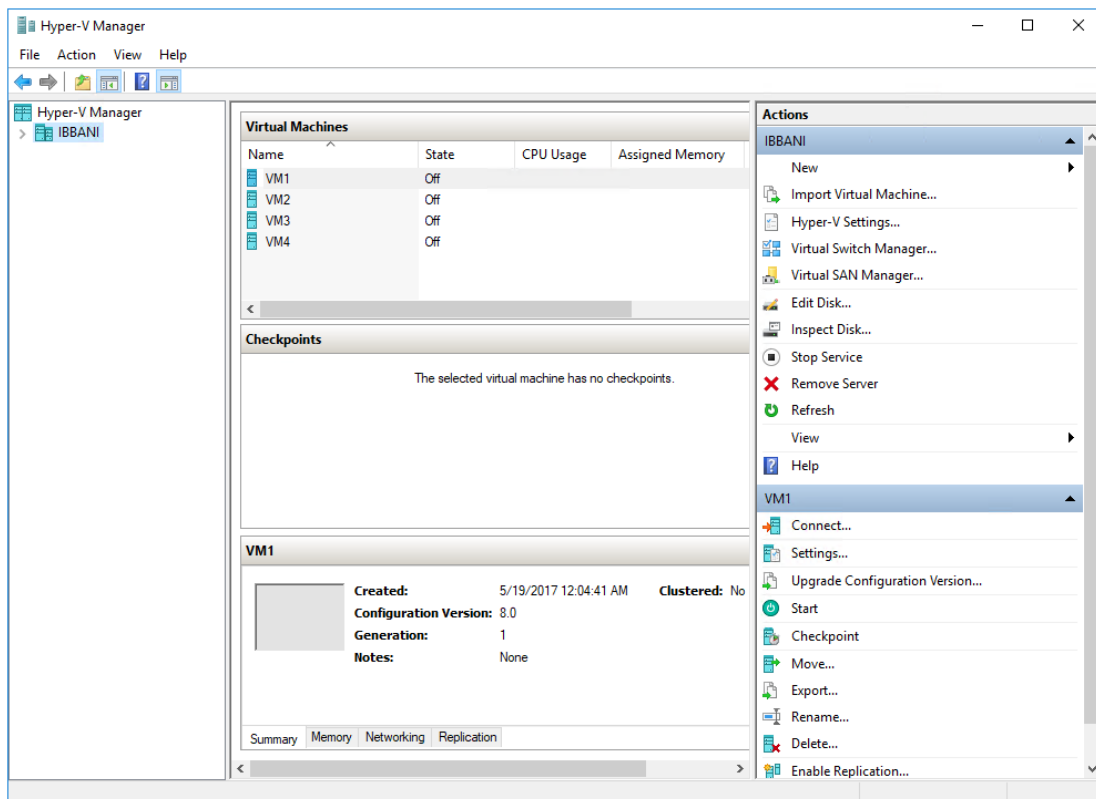 Hyper-V Manager
File Action View Help
Hyper-V Manager
IBBANI
Virtual Machines
Name State CPU Usage Assigned Memory
VM1 Off
VM2 Off
VM3 Off
VM4 Off
Checkpoints
The selected virtual machine has no checkpoints.
VM1
Created: 5/19/2017 12:04:41 AM Clustered: No
Configuration Version: 8.0
Generation: 1
Notes: None
Summary Memory Networking Replication
Actions
IBBANI
New
Import Virtual Machine...
Hyper-V Settings...
Virtual Switch Manager...
Virtual SAN Manager...
Edit Disk...
Inspect Disk...
Stop Service
Remove Server
Refresh
View
Help
VM1
Connect...
Settings...
Upgrade Configuration Version...
Start
Checkpoint
Move...
Export...
Rename...
Delete...
Enable Replication...